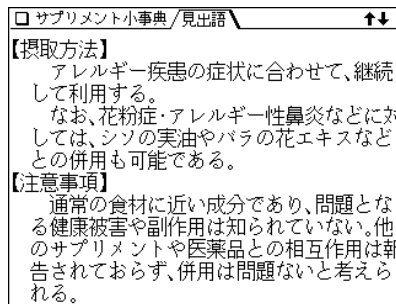 サプリメント小事典/見出語 ↑↓
【摂取方法】
アレルギー疾患の症状に合わせて、継続
して利用する。
なお、花粉症・アレルギー性鼻炎などに対
しては、シソの実油やバラの花エキスなど
との併用も可能である。
【注意事項】
通常の食材に近い成分であり、問題とな
る健康被害や副作用は知られていない。他
のサプリメントや医薬品との相互作用は報
告されておらず、併用は問題ないと考えら
れる。